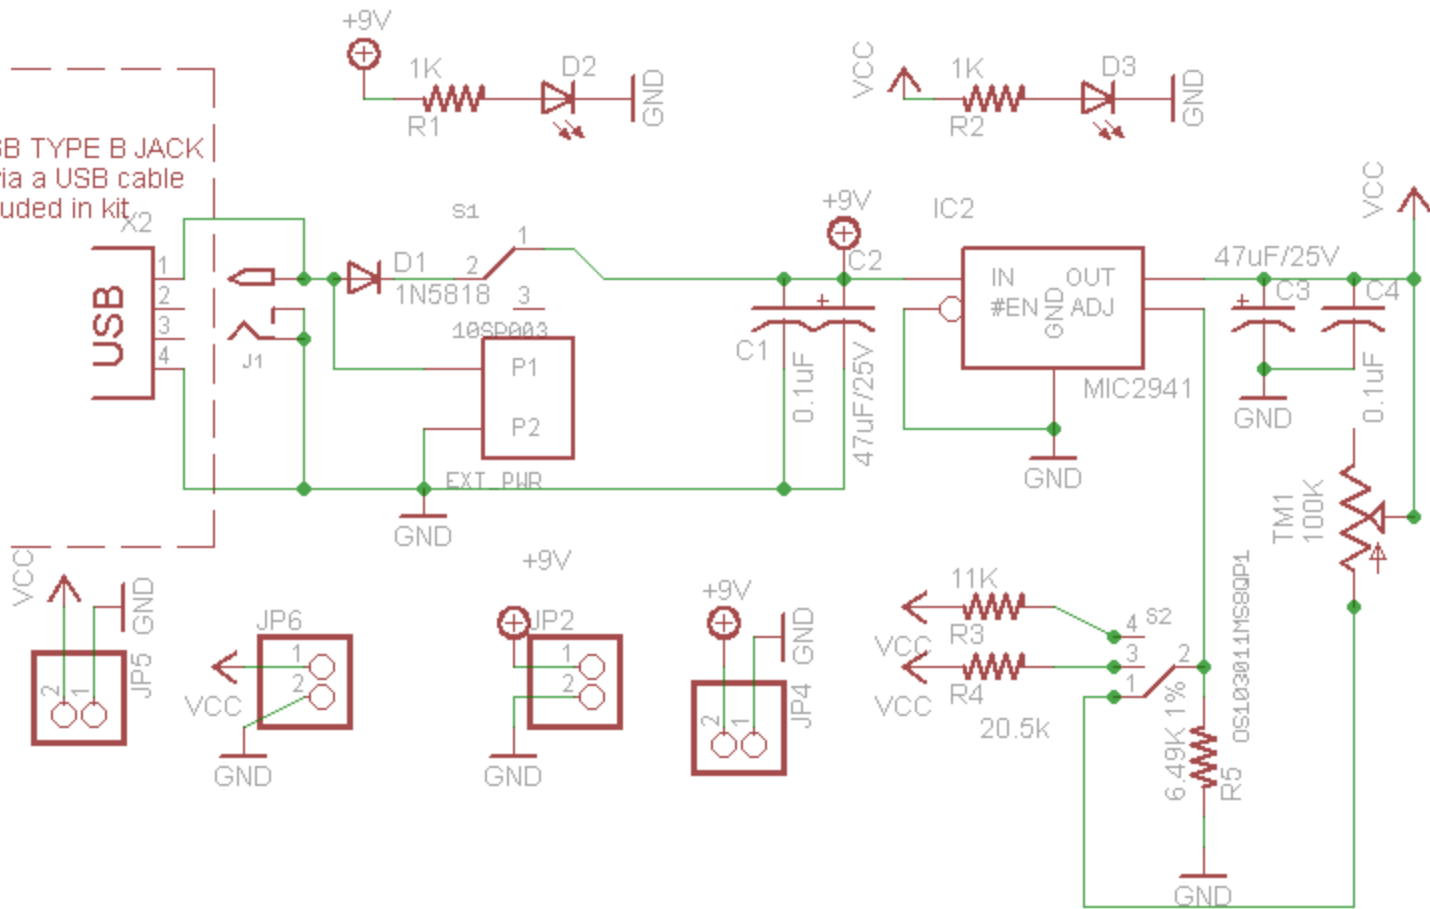 +9V
1K
D2
GND
R1
VCC
1K
D3
GND
R2
SB TYPE B JACK
via a USB cable
uded in kit
X2
USB
1
2
3
4
J1
D1
1N5818
S1
1
2
3
10SP003
P1
P2
EXT_PWR
GND
+9V
C2
C1
0.1uF
47uF/25V
IC2
IN
OUT
#EN
GND
ADJ
MIC2941
GND
VCC
47uF/25V
C3
C4
0.1uF
GND
TM1
100K
VCC
GND
2
1
JP5
JP6
1
2
VCC
GND
+9V
JP2
1
2
GND
+9V
GND
2
1
JP4
11K
VCC
R3
VCC
R4
20.5k
S2
4
3
2
1
OS103011MS8QP1
6.49K 1%
R5
GND